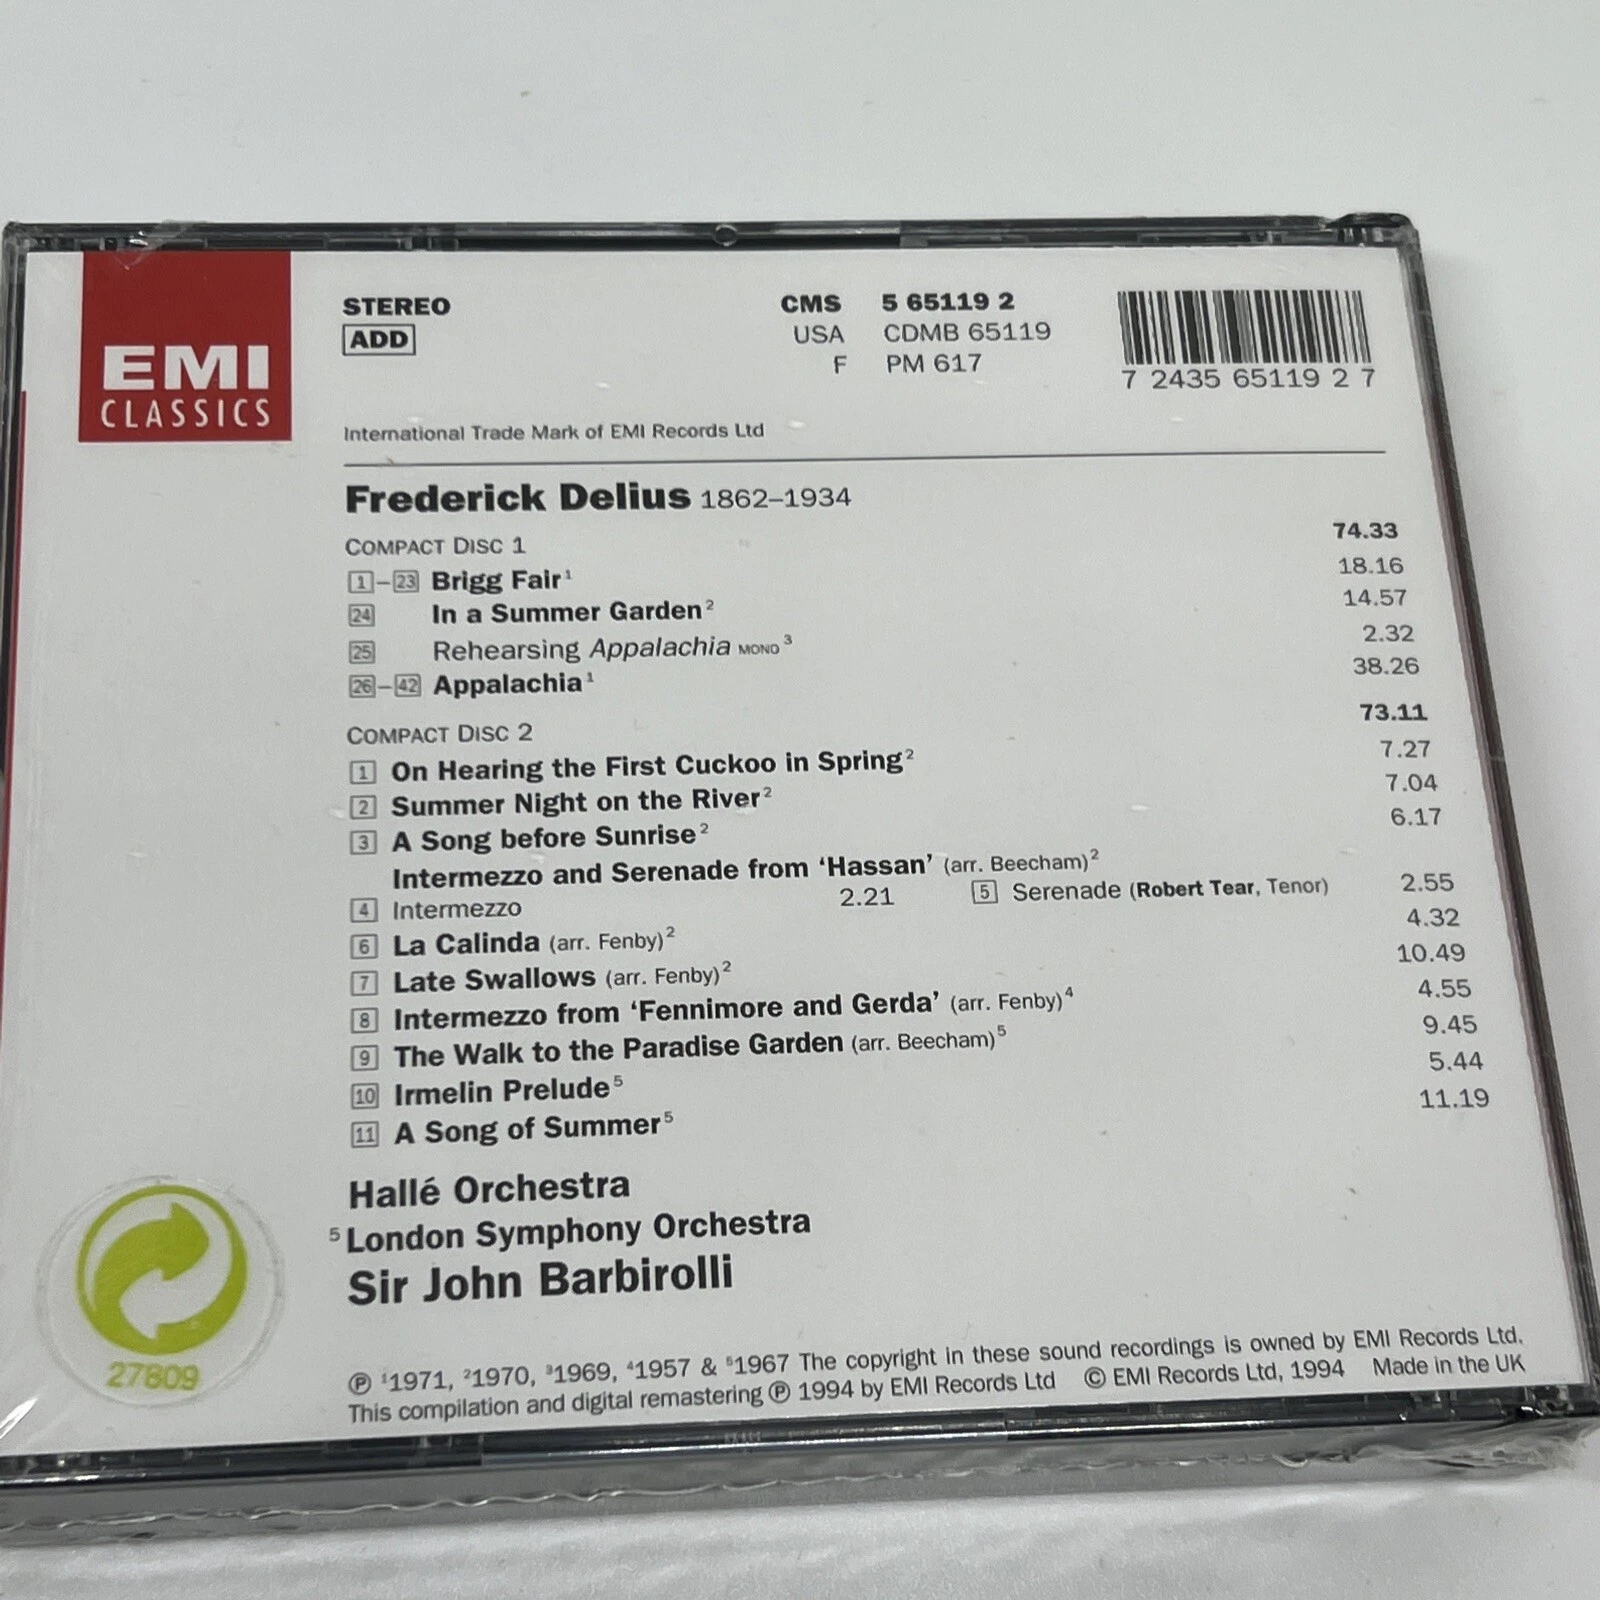 EMI
CLASSICS
STEREO
ADD
CMS 5 65119 2
USA CDMB 65119
F PM 617
7 2435 65119 2 7
International Trade Mark of EMI Records Ltd
Frederick Delius 1862–1934
COMPACT DISC 1 74.33
1–23 Brigg Fair¹ 18.16
24 In a Summer Garden² 14.57
25 Rehearsing Appalachia MONO³ 2.32
26–42 Appalachia¹ 38.26
COMPACT DISC 2 73.11
1 On Hearing the First Cuckoo in Spring² 7.27
2 Summer Night on the River² 7.04
3 A Song before Sunrise² 6.17
Intermezzo and Serenade from ‘Hassan’ (arr. Beecham)²
4 Intermezzo 2.21 5 Serenade (Robert Tear, Tenor) 2.55
6 La Calinda (arr. Fenby)² 4.32
7 Late Swallows (arr. Fenby)² 10.49
8 Intermezzo from ‘Fennimore and Gerda’ (arr. Fenby)⁴ 4.55
9 The Walk to the Paradise Garden (arr. Beecham)⁵ 9.45
10 Irmelin Prelude⁵ 5.44
11 A Song of Summer⁵ 11.19
Hallé Orchestra
⁵London Symphony Orchestra
Sir John Barbirolli
27609
℗ ¹1971, ²1970, ³1969, ⁴1957 & ⁵1967 The copyright in these sound recordings is owned by EMI Records Ltd.
This compilation and digital remastering ℗ 1994 by EMI Records Ltd © EMI Records Ltd, 1994 Made in the UK